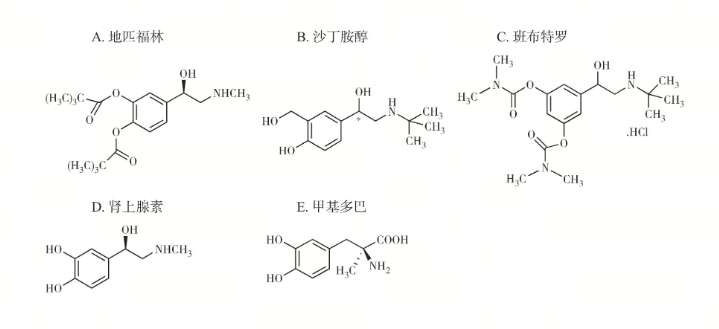 A. 地匹福林
B. 沙丁胺醇
C. 班布特罗
OH
(H₃C)₃C
O
NHCH₃
O
O
O
(H₃C)₃C
O
OH
HO
*
H
N
CH₃
CH₃
CH₃
HO
CH₃
N
H₃C
O
O
OH
H
N
CH₃
CH₃
CH₃
.HCl
O
O
N
H₃C
CH₃
D. 肾上腺素
E. 甲基多巴
OH
HO
NHCH₃
HO
HO
COOH
HO
H₃C
NH₂